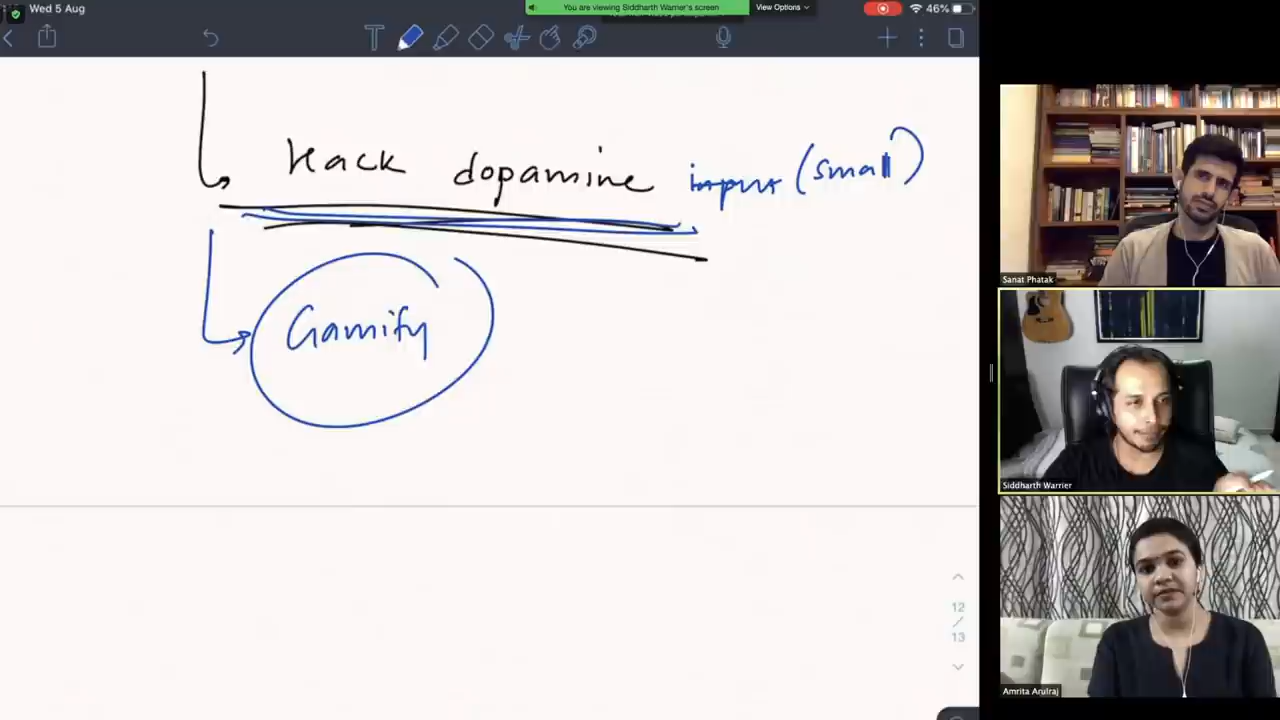 Wed 5 Aug
You are viewing Siddharth Warrier's screen
View Options
46%
Hack dopamine input (small)
Gamify
12
/
13
Sanat Phatak
Siddharth Warrier
Amrita Arulraj